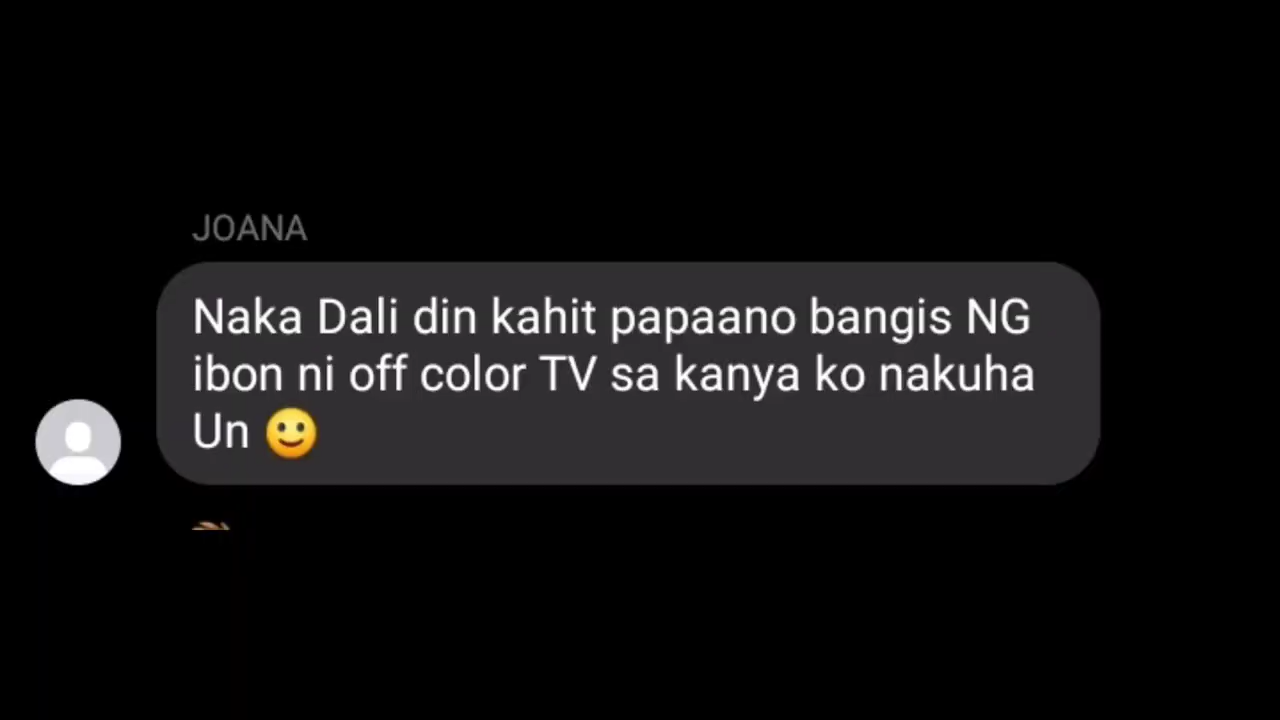 JOANA
Naka Dali din kahit papaano bangis NG
ibon ni off color TV sa kanya ko nakuha
Un 🙂